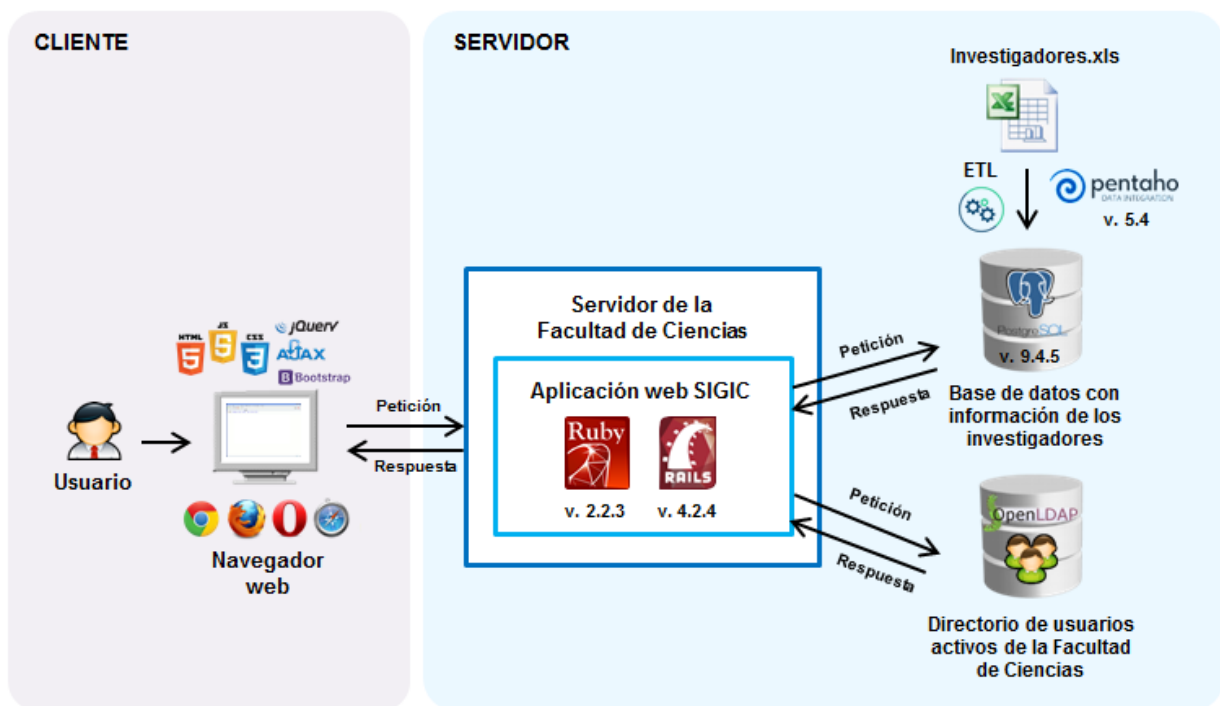 CLIENTE
SERVIDOR
Investigadores.xls
ETL
pentaho
DATA INTEGRATION
v. 5.4
Servidor de la
Facultad de Ciencias
HTML
5
JS
5
CSS
3
jQuery
AJAX
B Bootstrap
PostgreSQL
v. 9.4.5
Petición
Respuesta
Aplicación web SIGIC
Ruby
RAILS
v. 2.2.3
v. 4.2.4
Base de datos con
información de los
investigadores
Petición
Respuesta
Usuario
Navegador
web
Petición
Respuesta
OpenLDAP
Directorio de usuarios
activos de la Facultad
de Ciencias